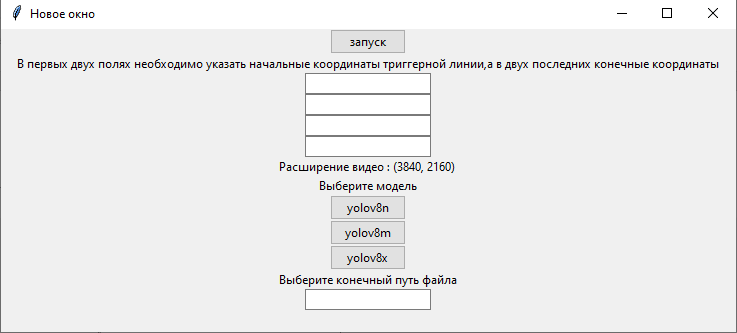 Новое окно
запуск
В первых двух полях необходимо указать начальные координаты триггерной линии,а в двух последних конечные координаты
Расширение видео : (3840, 2160)
Выберите модель
yolov8n
yolov8m
yolov8x
Выберите конечный путь файла